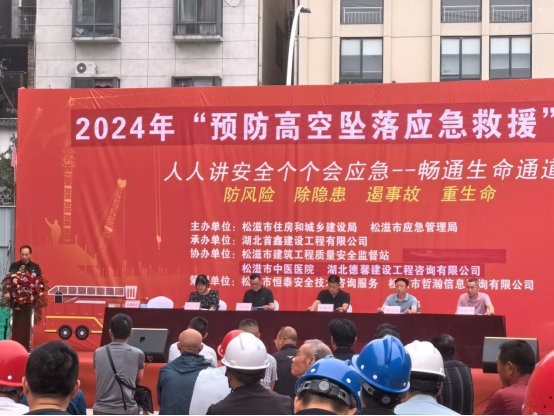 2024年“预防高空坠落应急救援”
人人讲安全个个会应急--畅通生命通道
防风险 除隐患 遏事故 重生命
主办单位：松滋市住房和城乡建设局 松滋市应急管理局
承办单位：湖北首鑫建设工程有限公司
协办单位：松滋市建筑工程质量安全监督站
松滋市中医医院 湖北德馨建设工程咨询有限公司
松滋市恒泰安全技 咨询服务 松滋市哲瀚信息咨询有限公司